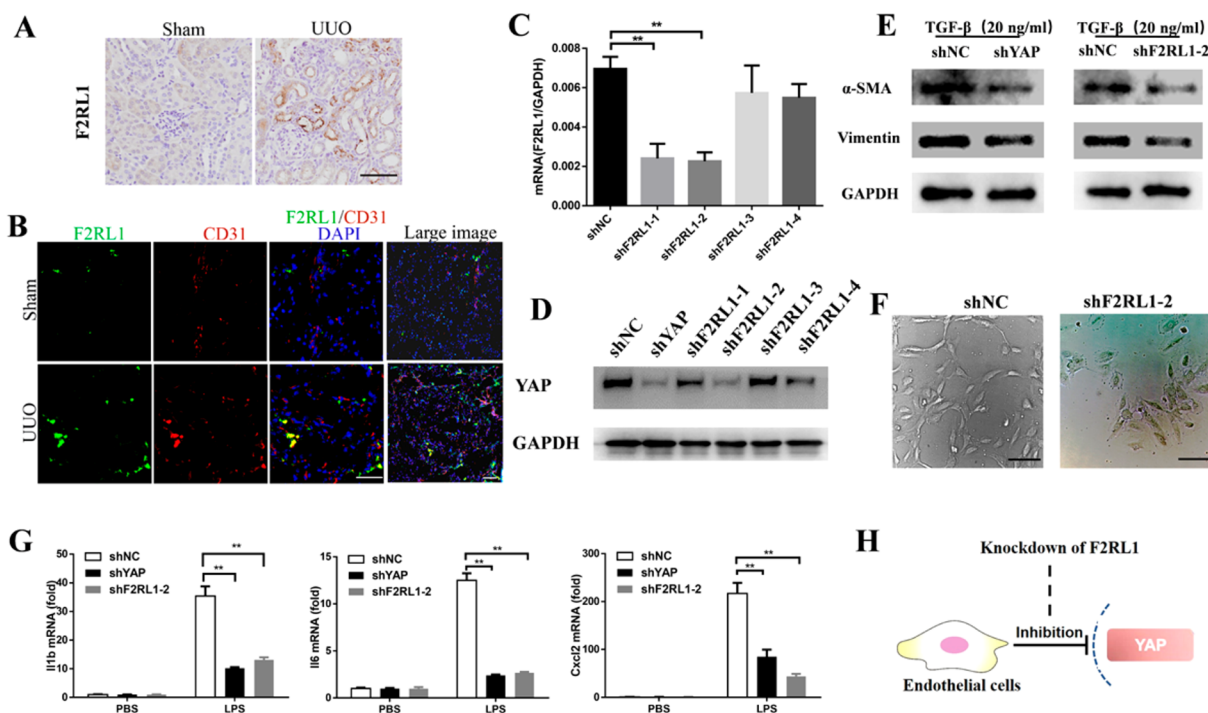 A
Sham
UUO
F2RL1
B
F2RL1
CD31
F2RL1/CD31
DAPI
Large image
Sham
UUO
C
**
**
mRNA(F2RL1/GAPDH)
0.008
0.006
0.004
0.002
0.000
shNC
shF2RL1-1
shF2RL1-2
shF2RL1-3
shF2RL1-4
D
shNC
shYAP
shF2RL1-1
shF2RL1-2
shF2RL1-3
shF2RL1-4
YAP
GAPDH
E
TGF-β (20 ng/ml)
shNC shYAP
TGF-β (20 ng/ml)
shNC shF2RL1-2
α-SMA
Vimentin
GAPDH
F
shNC
shF2RL1-2
G
Il1b mRNA (fold)
50
40
30
20
10
0
shNC
shYAP
shF2RL1-2
**
**
PBS
LPS
Il6 mRNA (fold)
15
10
5
0
shNC
shYAP
shF2RL1-2
**
**
PBS
LPS
Cxcl2 mRNA (fold)
300
200
100
0
shNC
shYAP
shF2RL1-2
**
**
PBS
LPS
H
Knockdown of F2RL1
Inhibition
YAP
Endothelial cells